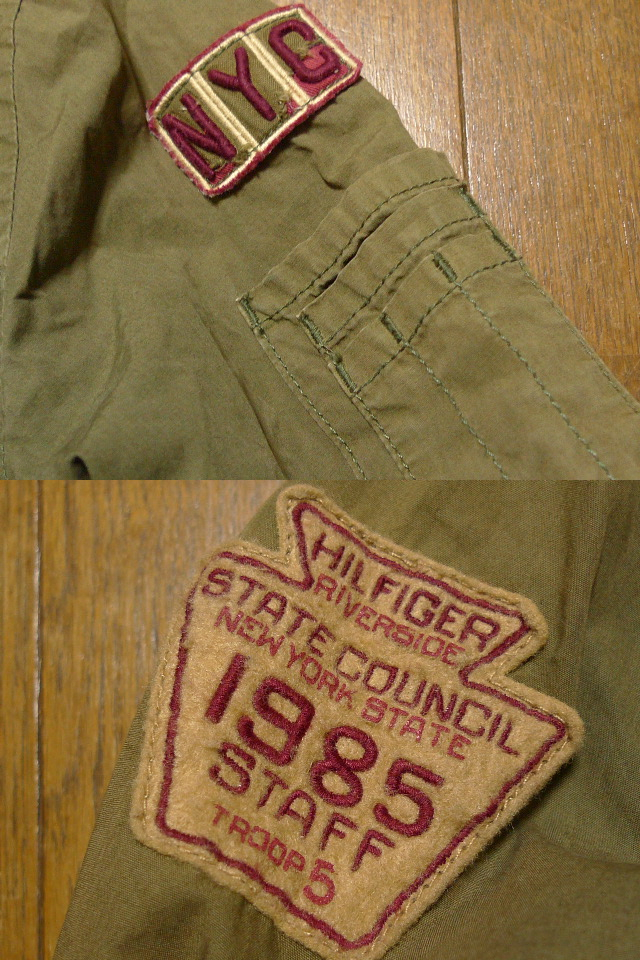 NYC
HILFIGER
RIVERSIDE
STATE COUNCIL
NEW YORK STATE
1985
STAFF
TROOP 5